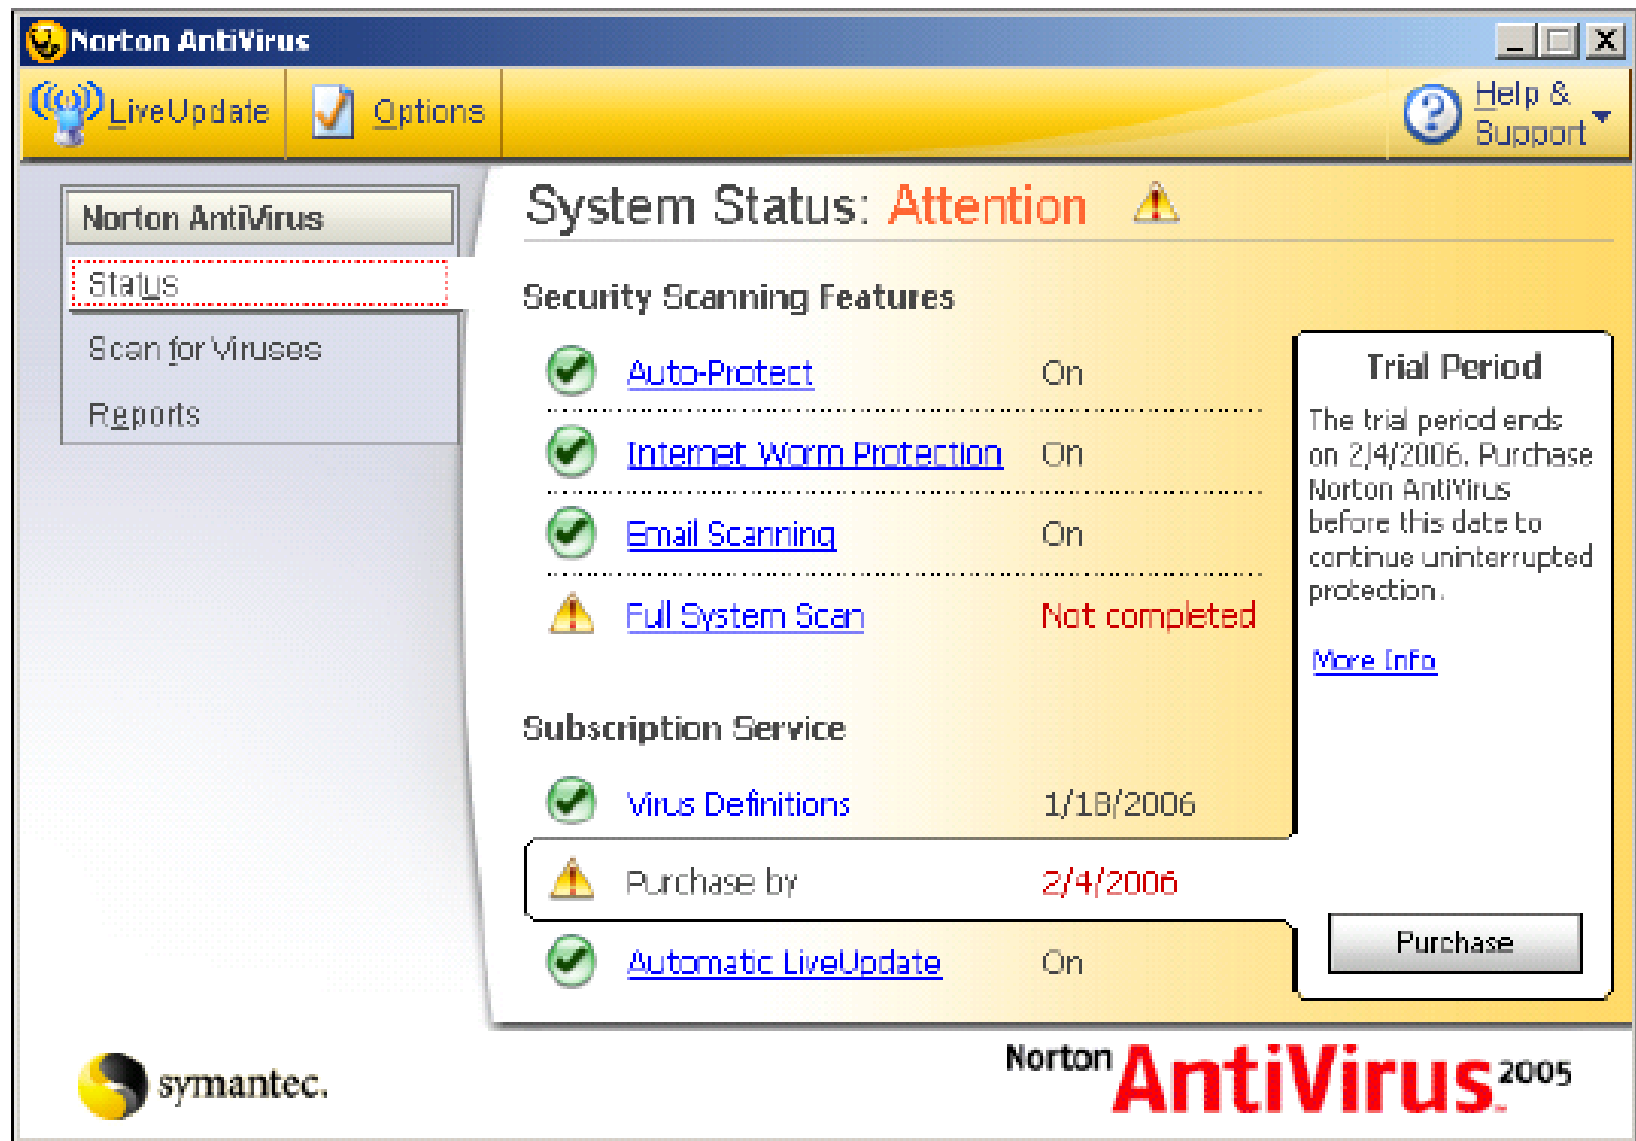 Norton AntiVirus
LiveUpdate
Options
Help &
Support
Norton AntiVirus
Status
Scan for Viruses
Reports
System Status: Attention
Security Scanning Features
Auto-Protect On
Internet Worm Protection On
Email Scanning On
Full System Scan Not completed
Subscription Service
Virus Definitions 1/18/2006
Purchase by 2/4/2006
Automatic LiveUpdate On
Trial Period
The trial period ends
on 2/4/2006. Purchase
Norton AntiVirus
before this date to
continue uninterrupted
protection.
More Info
Purchase
symantec.
Norton AntiVirus 2005